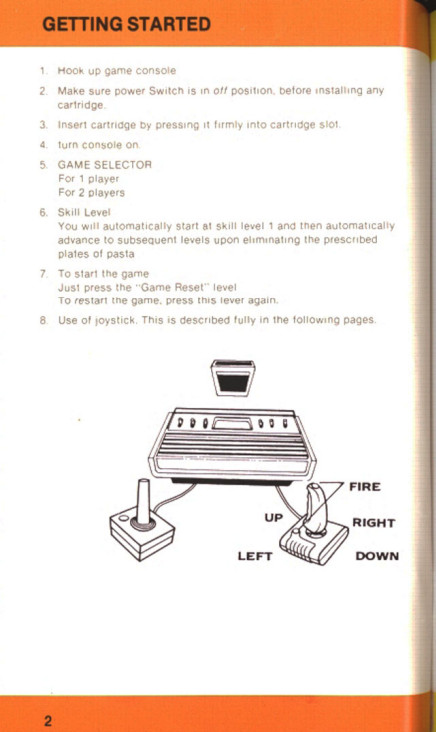 GETTING STARTED
1. Hook up game console
2. Make sure power Switch is in off position, before installing any
cartridge.
3. Insert cartridge by pressing it firmly into cartridge slot.
4. turn console on.
5. GAME SELECTOR
For 1 player
For 2 players
6. Skill Level
You will automatically start at skill level 1 and then automatically
advance to subsequent levels upon eliminating the prescribed
plates of pasta
7. To start the game
Just press the "Game Reset" level
To restart the game, press this lever again.
8. Use of joystick. This is described fully in the following pages.
FIRE
UP
RIGHT
LEFT
DOWN
2